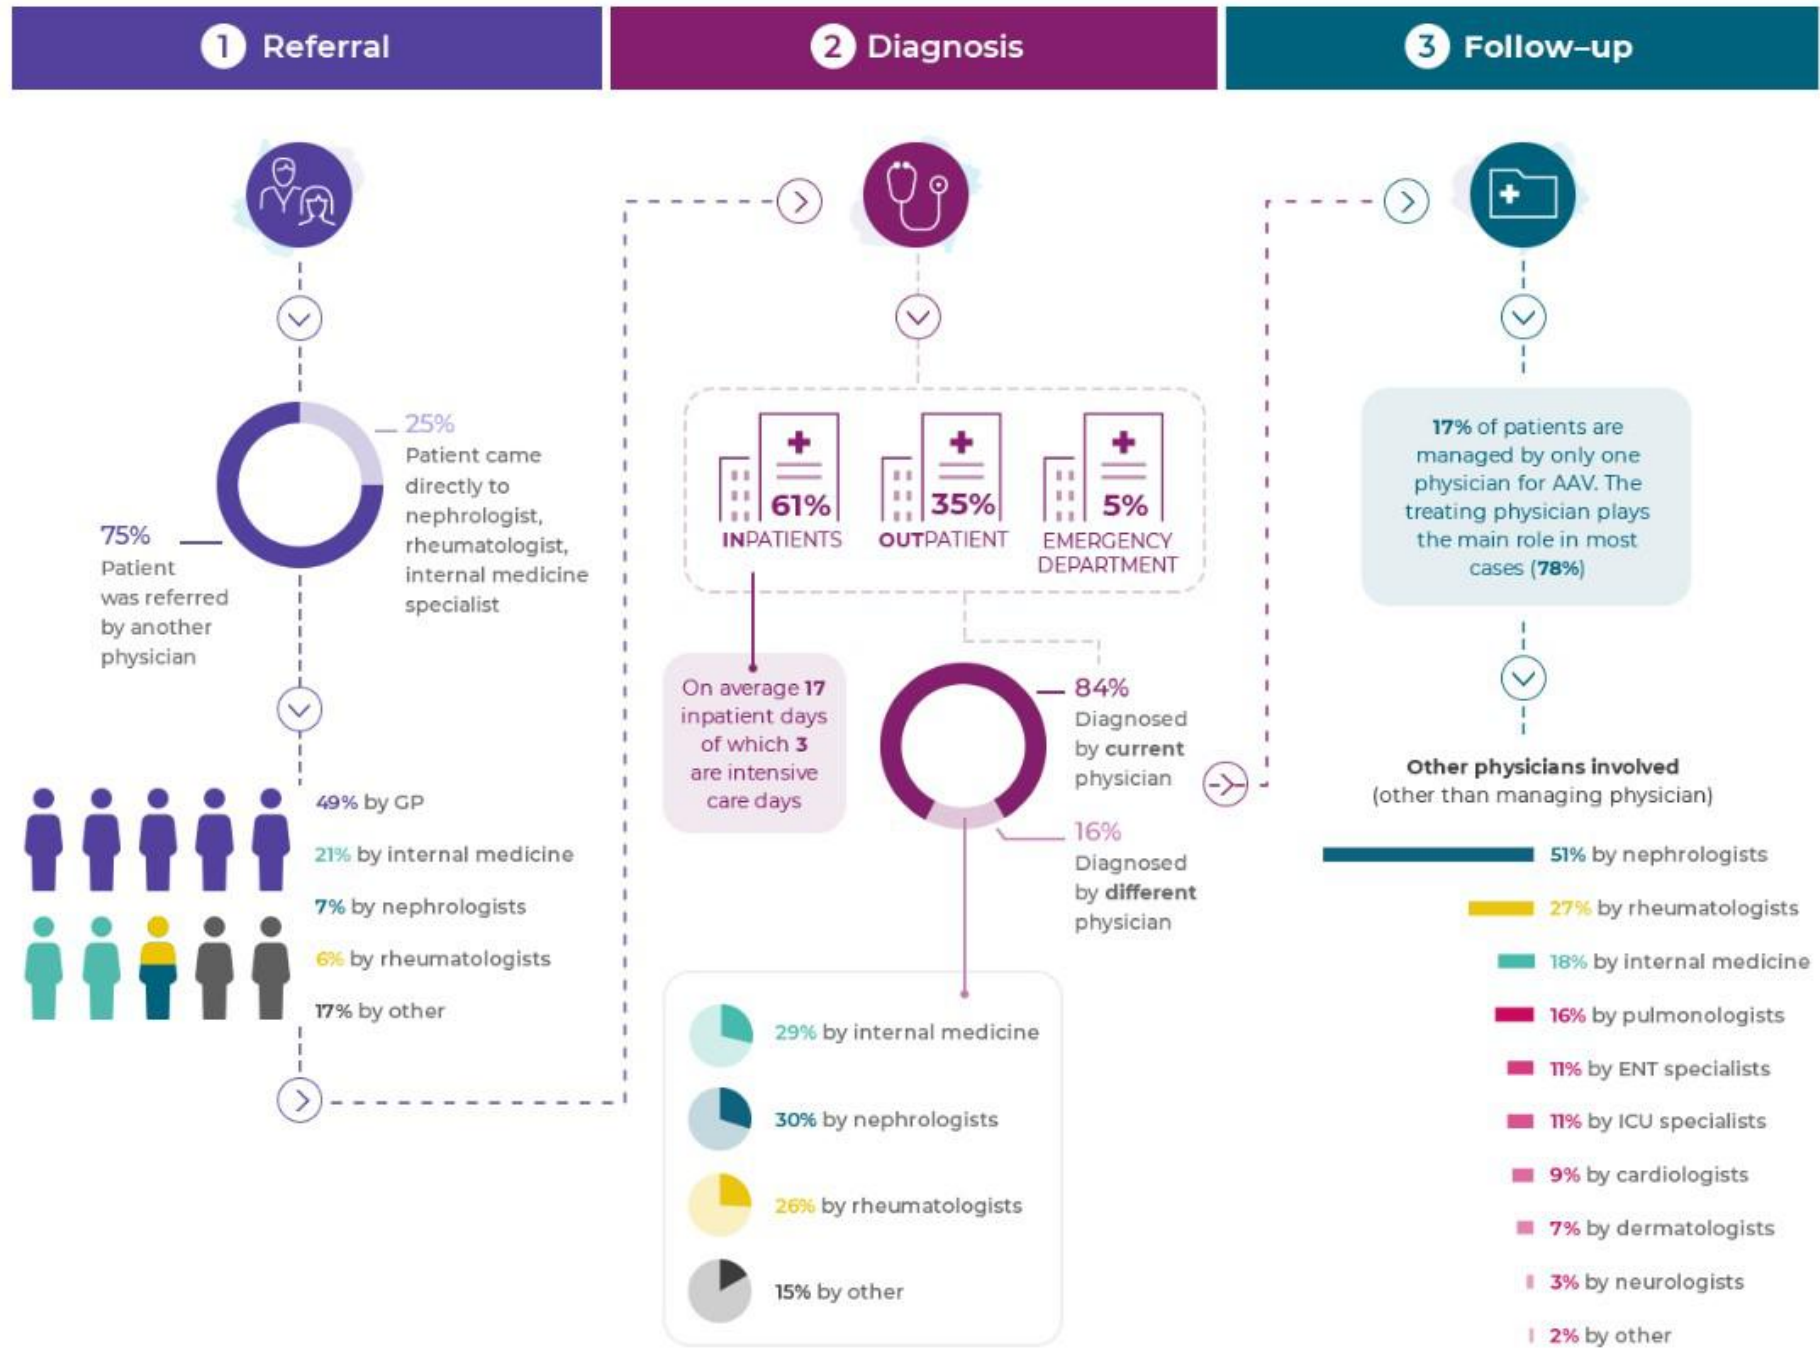 1 Referral
2 Diagnosis
3 Follow–up
25%
Patient came
directly to
nephrologist,
rheumatologist,
internal medicine
specialist
75%
Patient
was referred
by another
physician
49% by GP
21% by internal medicine
7% by nephrologists
6% by rheumatologists
17% by other
61%
INPATIENTS
35%
OUTPATIENT
5%
EMERGENCY
DEPARTMENT
On average 17
inpatient days
of which 3
are intensive
care days
84%
Diagnosed
by current
physician
16%
Diagnosed
by different
physician
29% by internal medicine
30% by nephrologists
26% by rheumatologists
15% by other
17% of patients are
managed by only one
physician for AAV. The
treating physician plays
the main role in most
cases (78%)
Other physicians involved
(other than managing physician)
51% by nephrologists
27% by rheumatologists
18% by internal medicine
16% by pulmonologists
11% by ENT specialists
11% by ICU specialists
9% by cardiologists
7% by dermatologists
3% by neurologists
2% by other